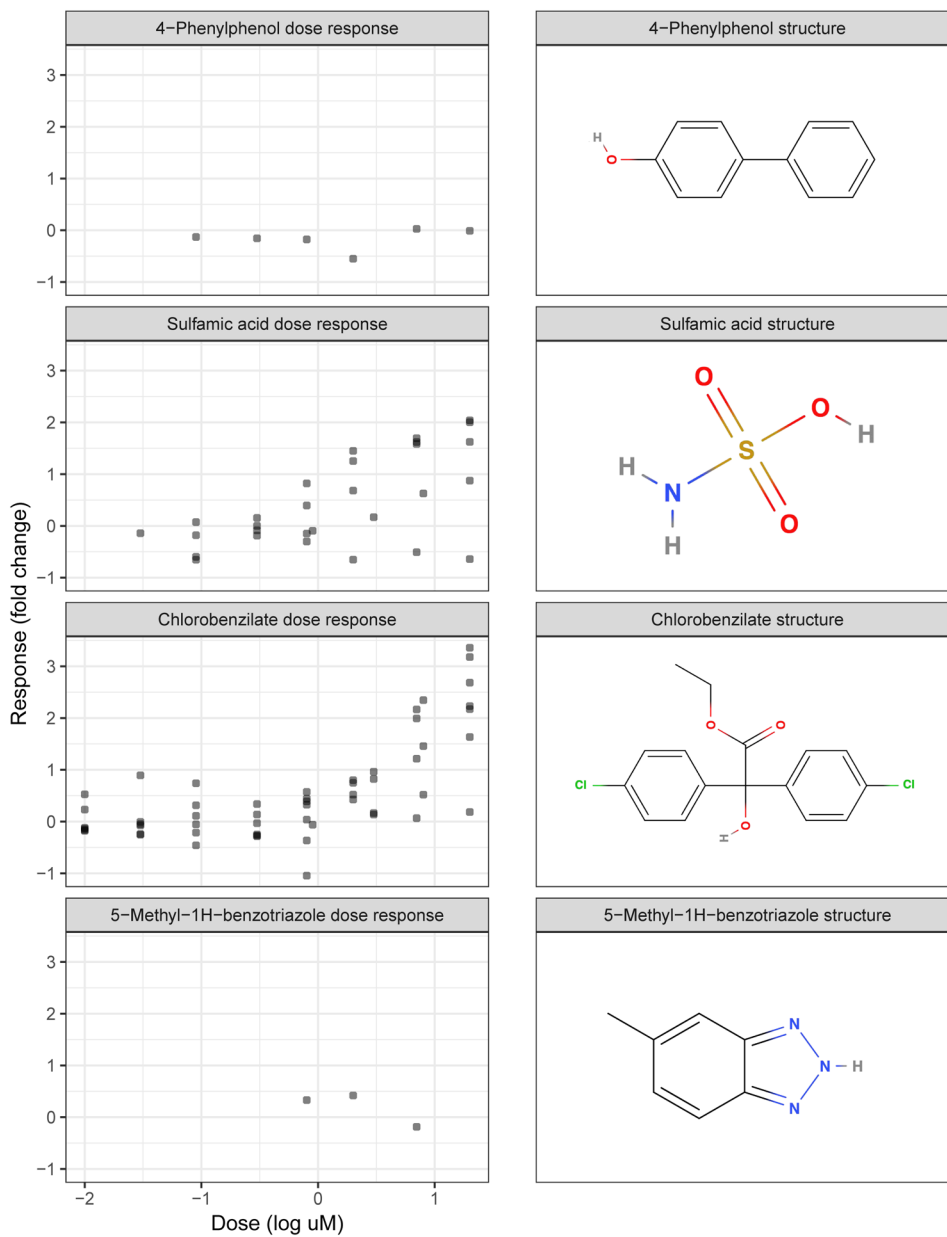 4−Phenylphenol dose response
4−Phenylphenol structure
3
2
1
0
−1
H
O
Sulfamic acid dose response
Sulfamic acid structure
3
2
1
0
−1
O
O
H
S
H
N
O
H
Response (fold change)
Chlorobenzilate dose response
Chlorobenzilate structure
3
2
1
0
−1
O
O
Cl
Cl
O
H
5−Methyl−1H−benzotriazole dose response
5−Methyl−1H−benzotriazole structure
3
2
1
0
−1
N
N
H
N
−2
−1
0
1
Dose (log uM)